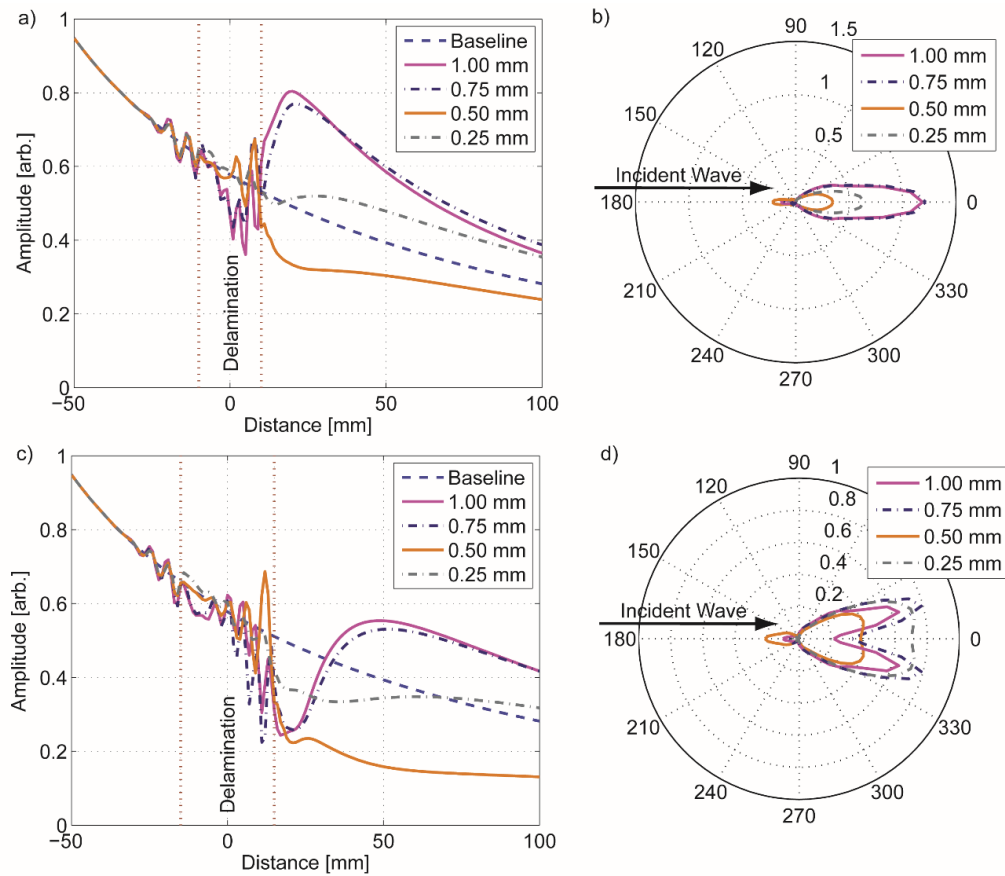 a)
1
0.8
0.6
0.4
0.2
0
Amplitude [arb.]
−50
0
50
100
Distance [mm]
Delamination
Baseline
1.00 mm
0.75 mm
0.50 mm
0.25 mm
b)
90
1.5
120
1
150
0.5
Incident Wave
180
0
210
330
240
300
270
1.00 mm
0.75 mm
0.50 mm
0.25 mm
c)
1
0.8
0.6
0.4
0.2
0
Amplitude [arb.]
−50
0
50
100
Distance [mm]
Delamination
Baseline
1.00 mm
0.75 mm
0.50 mm
0.25 mm
d)
90
1
120
0.8
0.6
150
0.4
0.2
Incident Wave
180
0
210
330
240
300
270
1.00 mm
0.75 mm
0.50 mm
0.25 mm